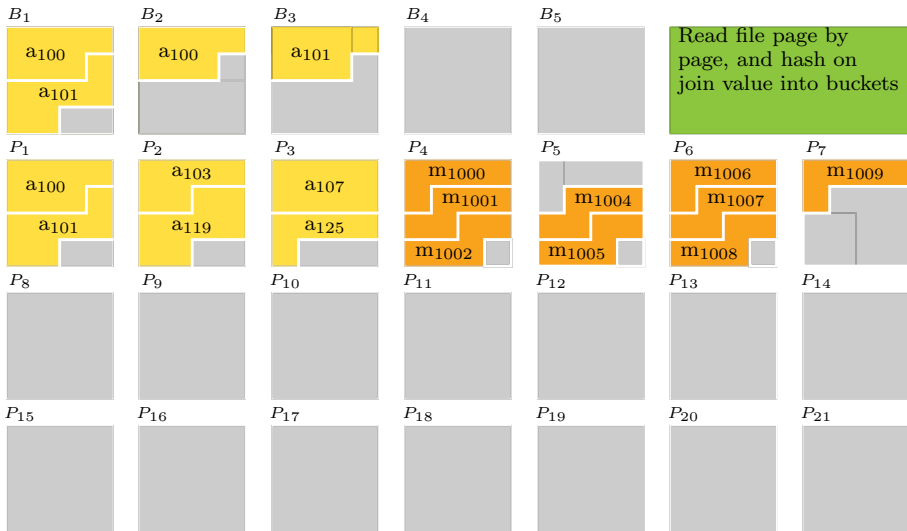 B₁ B₂ B₃ B₄ B₅
a₁₀₀ a₁₀₀ a₁₀₁ Read file page by
page, and hash on
a₁₀₁ join value into buckets
P₁ P₂ P₃ P₄ P₅ P₆ P₇
a₁₀₀ a₁₀₃ a₁₀₇ m₁₀₀₀ m₁₀₀₆ m₁₀₀₉
m₁₀₀₁ m₁₀₀₄ m₁₀₀₇
a₁₀₁ a₁₁₉ a₁₂₅ m₁₀₀₂ m₁₀₀₅ m₁₀₀₈
P₈ P₉ P₁₀ P₁₁ P₁₂ P₁₃ P₁₄
P₁₅ P₁₆ P₁₇ P₁₈ P₁₉ P₂₀ P₂₁